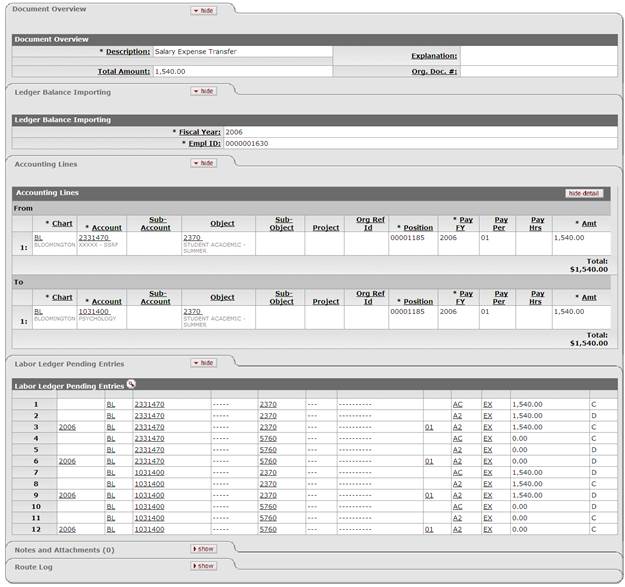 Document Overview hide
Document Overview
* Description: Salary Expense Transfer Explanation:
Total Amount: 1,540.00 Org. Doc. #:
Ledger Balance Importing hide
Ledger Balance Importing
* Fiscal Year: 2006
* Empl ID: 0000001630
Accounting Lines hide
Accounting Lines hide detail
From
* Chart * Account Sub-Account Object Sub-Object Project Org Ref Id * Position * Pay FY Pay Per Pay Hrs * Amt
1: BL 2331470 2370 00001185 2006 01 1,540.00
BLOOMINGTON XXXXX - SSAF STUDENT ACADEMIC - SUMMER
Total: $1,540.00
To
* Chart * Account Sub-Account Object Sub-Object Project Org Ref Id * Position * Pay FY Pay Per Pay Hrs * Amt
1: BL 1031400 2370 00001185 2006 01 1,540.00
BLOOMINGTON PSYCHOLOGY STUDENT ACADEMIC - SUMMER
Total: $1,540.00
Labor Ledger Pending Entries hide
Labor Ledger Pending Entries
1 BL 2331470 ----- 2370 --- ---------- AC EX 1,540.00 C
2 BL 2331470 ----- 2370 --- ---------- A2 EX 1,540.00 D
3 2006 BL 2331470 ----- 2370 --- ---------- 01 A2 EX 1,540.00 C
4 BL 2331470 ----- 5760 --- ---------- AC EX 0.00 C
5 BL 2331470 ----- 5760 --- ---------- A2 EX 0.00 D
6 2006 BL 2331470 ----- 5760 --- ---------- 01 A2 EX 0.00 C
7 BL 1031400 ----- 2370 --- ---------- AC EX 1,540.00 D
8 BL 1031400 ----- 2370 --- ---------- A2 EX 1,540.00 C
9 2006 BL 1031400 ----- 2370 --- ---------- 01 A2 EX 1,540.00 D
10 BL 1031400 ----- 5760 --- ---------- AC EX 0.00 D
11 BL 1031400 ----- 5760 --- ---------- A2 EX 0.00 C
12 2006 BL 1031400 ----- 5760 --- ---------- 01 A2 EX 0.00 D
Notes and Attachments (0) show
Route Log show